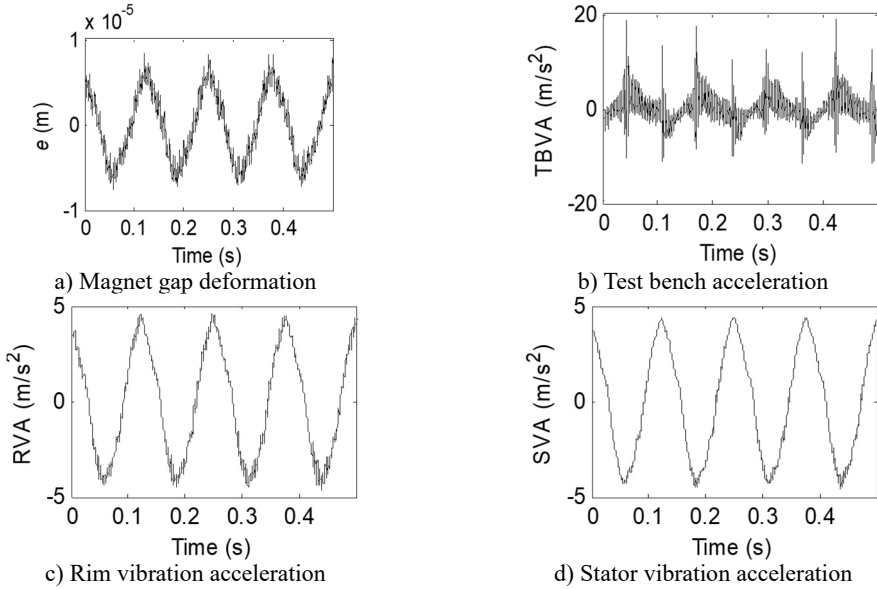 x 10^-5
1
0
-1
e (m)
0 0.1 0.2 0.3 0.4
Time (s)
a) Magnet gap deformation
20
0
-20
TBVA (m/s^2)
0 0.1 0.2 0.3 0.4
Time (s)
b) Test bench acceleration
5
0
-5
RVA (m/s^2)
0 0.1 0.2 0.3 0.4
Time (s)
c) Rim vibration acceleration
5
0
-5
SVA (m/s^2)
0 0.1 0.2 0.3 0.4
Time (s)
d) Stator vibration acceleration